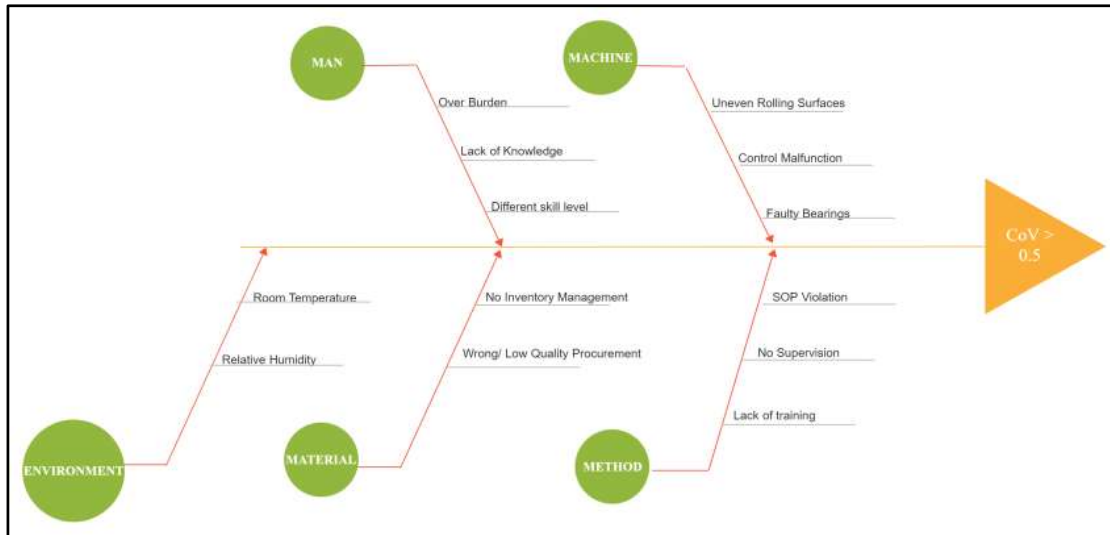 MAN
Over Burden
Lack of Knowledge
Different skill level
MACHINE
Uneven Rolling Surfaces
Control Malfunction
Faulty Bearings
CoV >
0.5
Room Temperature
Relative Humidity
ENVIRONMENT
No Inventory Management
Wrong/ Low Quality Procurement
MATERIAL
SOP Violation
No Supervision
Lack of training
METHOD